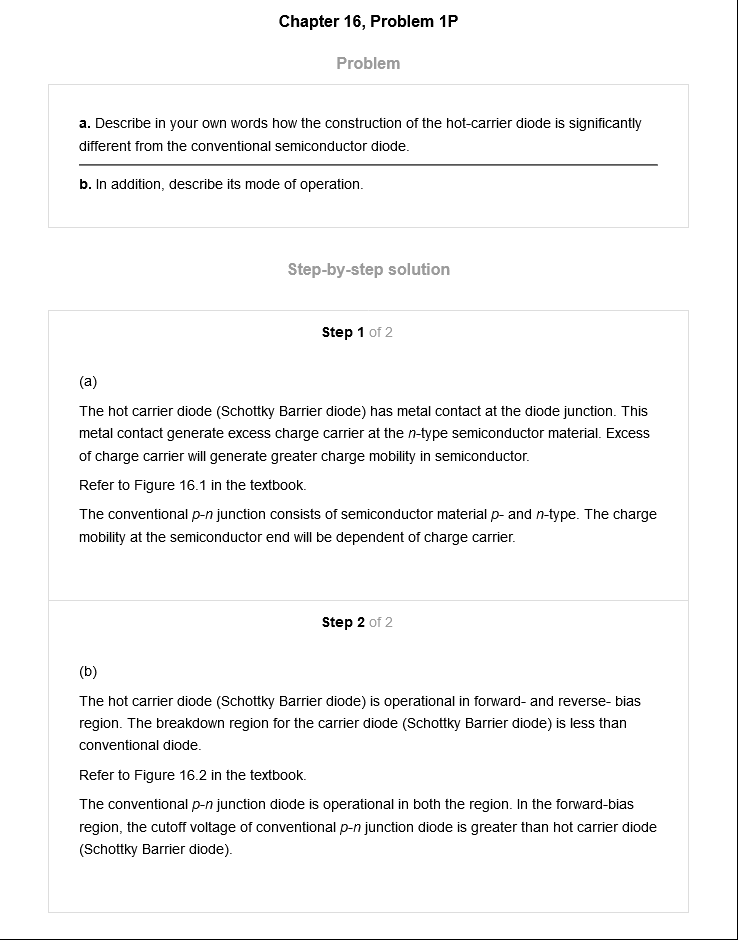 Chapter 16, Problem 1P
Problem
a. Describe in your own words how the construction of the hot-carrier diode is significantly
different from the conventional semiconductor diode.
b. In addition, describe its mode of operation.
Step-by-step solution
Step 1 of 2
(a)
The hot carrier diode (Schottky Barrier diode) has metal contact at the diode junction. This
metal contact generate excess charge carrier at the n-type semiconductor material. Excess
of charge carrier will generate greater charge mobility in semiconductor.
Refer to Figure 16.1 in the textbook.
The conventional p-n junction consists of semiconductor material p- and n-type. The charge
mobility at the semiconductor end will be dependent of charge carrier.
Step 2 of 2
(b)
The hot carrier diode (Schottky Barrier diode) is operational in forward- and reverse- bias
region. The breakdown region for the carrier diode (Schottky Barrier diode) is less than
conventional diode.
Refer to Figure 16.2 in the textbook.
The conventional p-n junction diode is operational in both the region. In the forward-bias
region, the cutoff voltage of conventional p-n junction diode is greater than hot carrier diode
(Schottky Barrier diode).